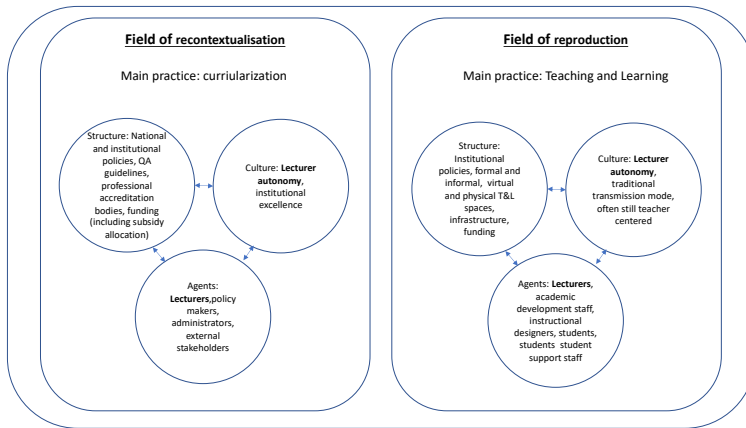 Field of recontextualisation
Main practice: curriularization
Structure: National
and institutional
policies, QA
guidelines,
professional
accreditation
bodies, funding
(including subsidy
allocation)
Culture: Lecturer
autonomy,
institutional
excellence
Agents:
Lecturers,policy
makers,
administrators,
external
stakeholders
Field of reproduction
Main practice: Teaching and Learning
Structure:
Institutional
policies, formal and
informal, virtual
and physical T&L
spaces,
infrastructure,
funding
Culture: Lecturer
autonomy,
traditional
transmission mode,
often still teacher
centered
Agents: Lecturers,
academic
development staff,
instructional
designers, students,
students student
support staff